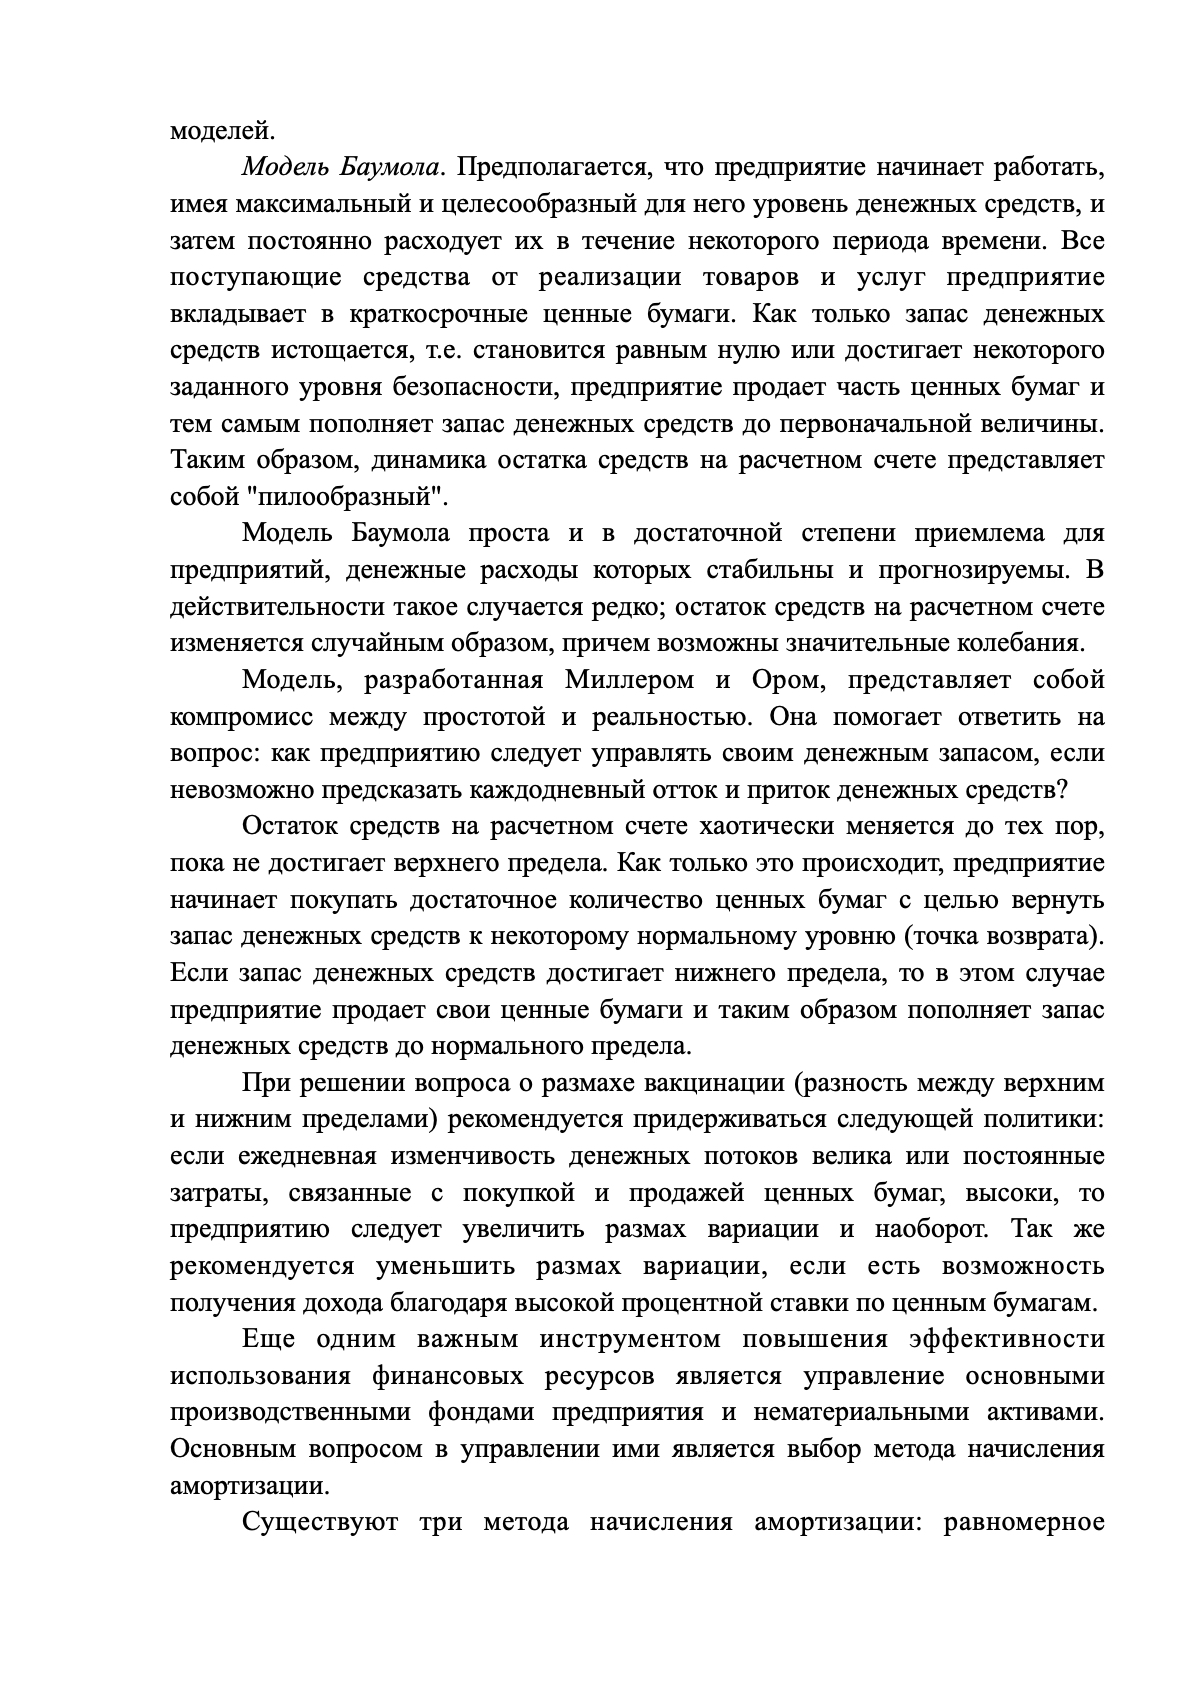 моделей.
Модель Баумола. Предполагается, что предприятие начинает работать,
имея максимальный и целесообразный для него уровень денежных средств, и
затем постоянно расходует их в течение некоторого периода времени. Все
поступающие средства от реализации товаров и услуг предприятие
вкладывает в краткосрочные ценные бумаги. Как только запас денежных
средств истощается, т.е. становится равным нулю или достигает некоторого
заданного уровня безопасности, предприятие продает часть ценных бумаг и
тем самым пополняет запас денежных средств до первоначальной величины.
Таким образом, динамика остатка средств на расчетном счете представляет
собой "пилообразный".
Модель Баумола проста и в достаточной степени приемлема для
предприятий, денежные расходы которых стабильны и прогнозируемы. В
действительности такое случается редко; остаток средств на расчетном счете
изменяется случайным образом, причем возможны значительные колебания.
Модель, разработанная Миллером и Ором, представляет собой
компромисс между простотой и реальностью. Она помогает ответить на
вопрос: как предприятию следует управлять своим денежным запасом, если
невозможно предсказать каждодневный отток и приток денежных средств?
Остаток средств на расчетном счете хаотически меняется до тех пор,
пока не достигает верхнего предела. Как только это происходит, предприятие
начинает покупать достаточное количество ценных бумаг с целью вернуть
запас денежных средств к некоторому нормальному уровню (точка возврата).
Если запас денежных средств достигает нижнего предела, то в этом случае
предприятие продает свои ценные бумаги и таким образом пополняет запас
денежных средств до нормального предела.
При решении вопроса о размахе вакцинации (разность между верхним
и нижним пределами) рекомендуется придерживаться следующей политики:
если ежедневная изменчивость денежных потоков велика или постоянные
затраты, связанные с покупкой и продажей ценных бумаг, высоки, то
предприятию следует увеличить размах вариации и наоборот. Так же
рекомендуется уменьшить размах вариации, если есть возможность
получения дохода благодаря высокой процентной ставки по ценным бумагам.
Еще одним важным инструментом повышения эффективности
использования финансовых ресурсов является управление основными
производственными фондами предприятия и нематериальными активами.
Основным вопросом в управлении ими является выбор метода начисления
амортизации.
Существуют три метода начисления амортизации: равномерное